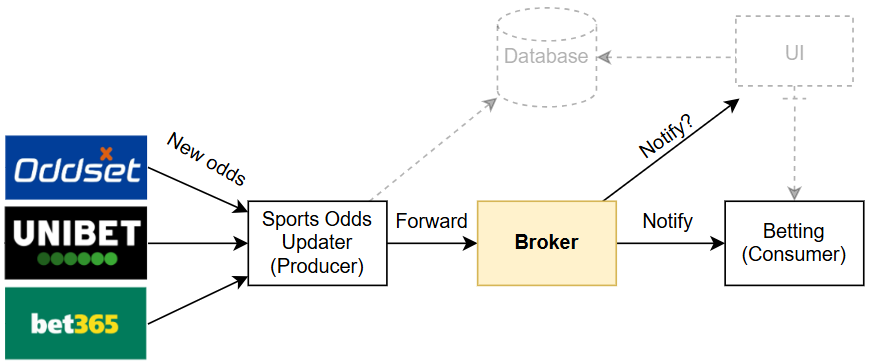 Database
UI
Oddset
New odds
Notify?
UNIBET
Sports Odds
Updater
(Producer)
Forward
Broker
Notify
Betting
(Consumer)
bet365